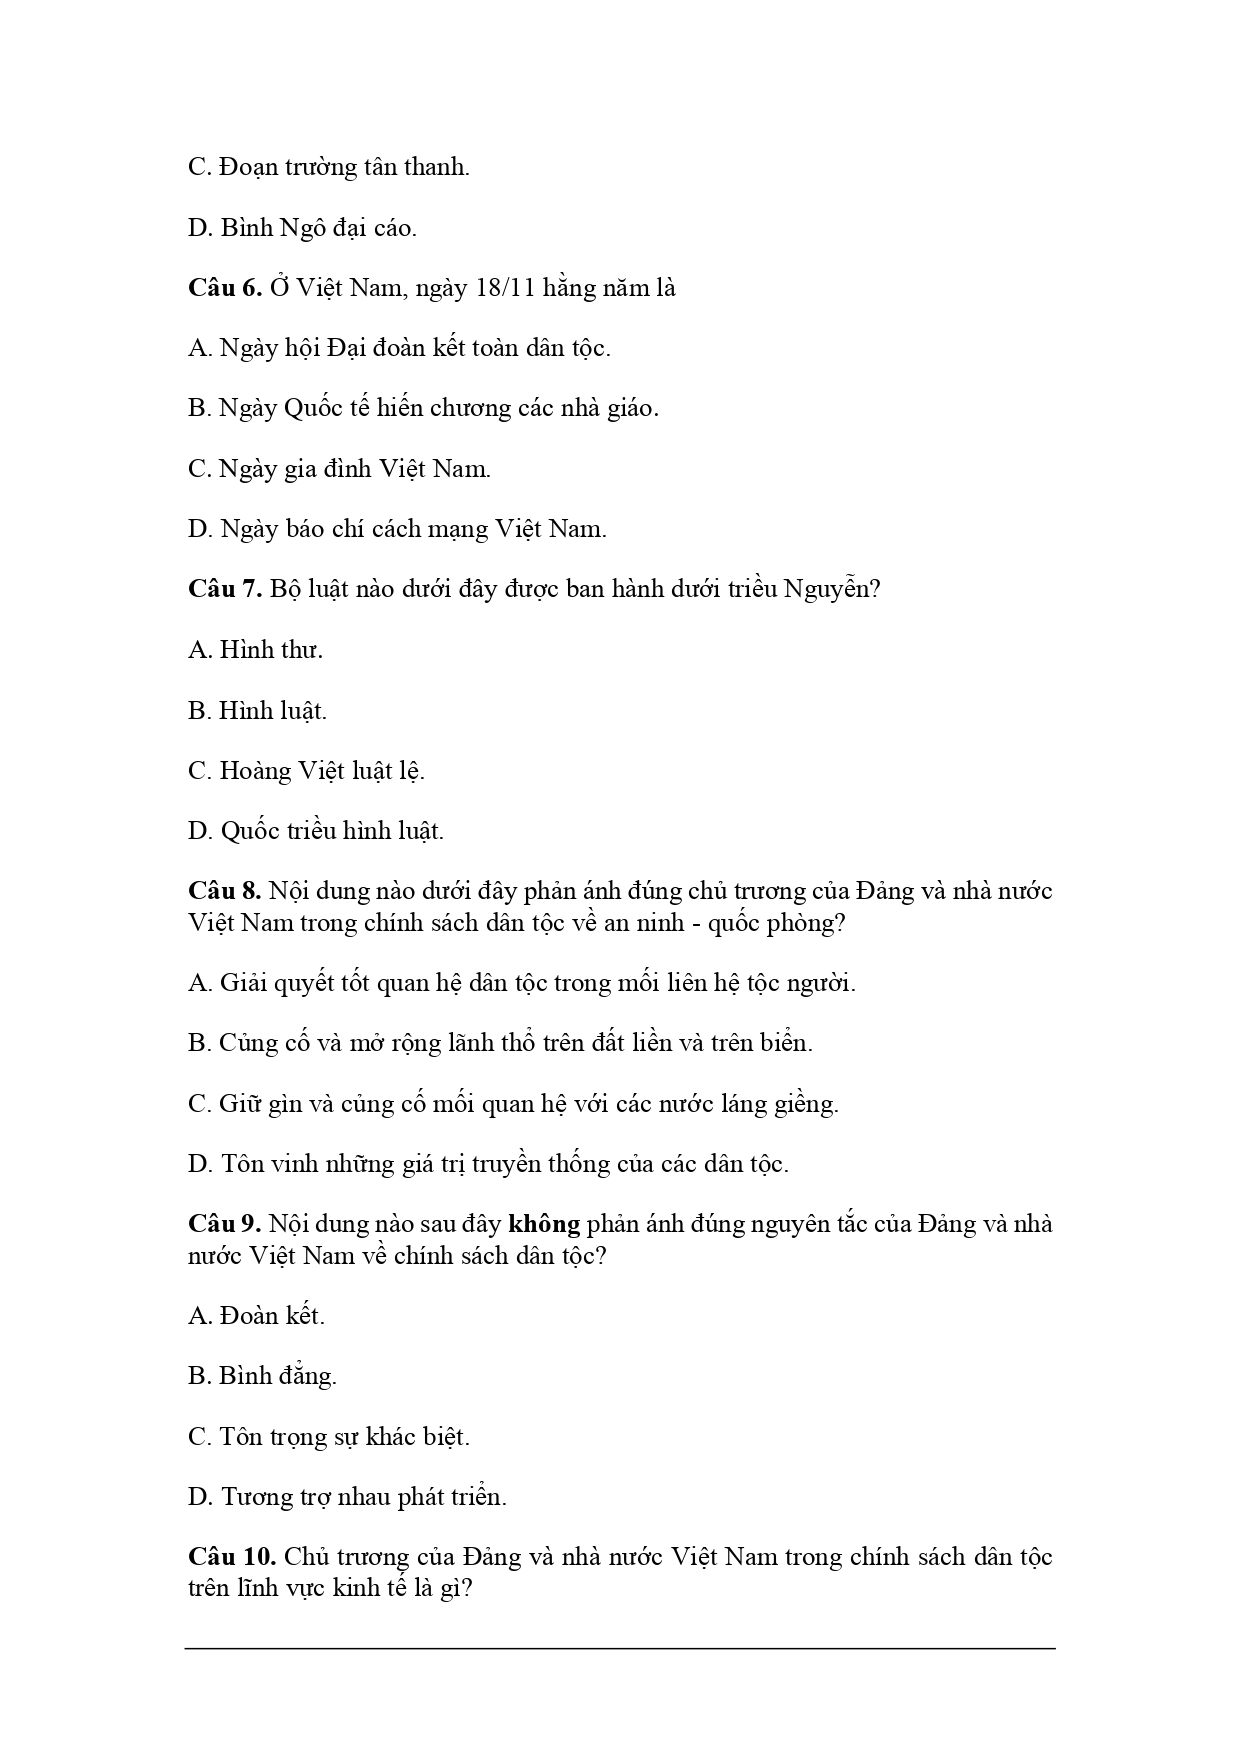 C. Đoạn trường tân thanh.
D. Bình Ngô đại cáo.
Câu 6. Ở Việt Nam, ngày 18/11 hằng năm là
A. Ngày hội Đại đoàn kết toàn dân tộc.
B. Ngày Quốc tế hiến chương các nhà giáo.
C. Ngày gia đình Việt Nam.
D. Ngày báo chí cách mạng Việt Nam.
Câu 7. Bộ luật nào dưới đây được ban hành dưới triều Nguyễn?
A. Hình thư.
B. Hình luật.
C. Hoàng Việt luật lệ.
D. Quốc triều hình luật.
Câu 8. Nội dung nào dưới đây phản ánh đúng chủ trương của Đảng và nhà nước
Việt Nam trong chính sách dân tộc về an ninh - quốc phòng?
A. Giải quyết tốt quan hệ dân tộc trong mối liên hệ tộc người.
B. Củng cố và mở rộng lãnh thổ trên đất liền và trên biển.
C. Giữ gìn và củng cố mối quan hệ với các nước láng giềng.
D. Tôn vinh những giá trị truyền thống của các dân tộc.
Câu 9. Nội dung nào sau đây không phản ánh đúng nguyên tắc của Đảng và nhà
nước Việt Nam về chính sách dân tộc?
A. Đoàn kết.
B. Bình đẳng.
C. Tôn trọng sự khác biệt.
D. Tương trợ nhau phát triển.
Câu 10. Chủ trương của Đảng và nhà nước Việt Nam trong chính sách dân tộc
trên lĩnh vực kinh tế là gì?